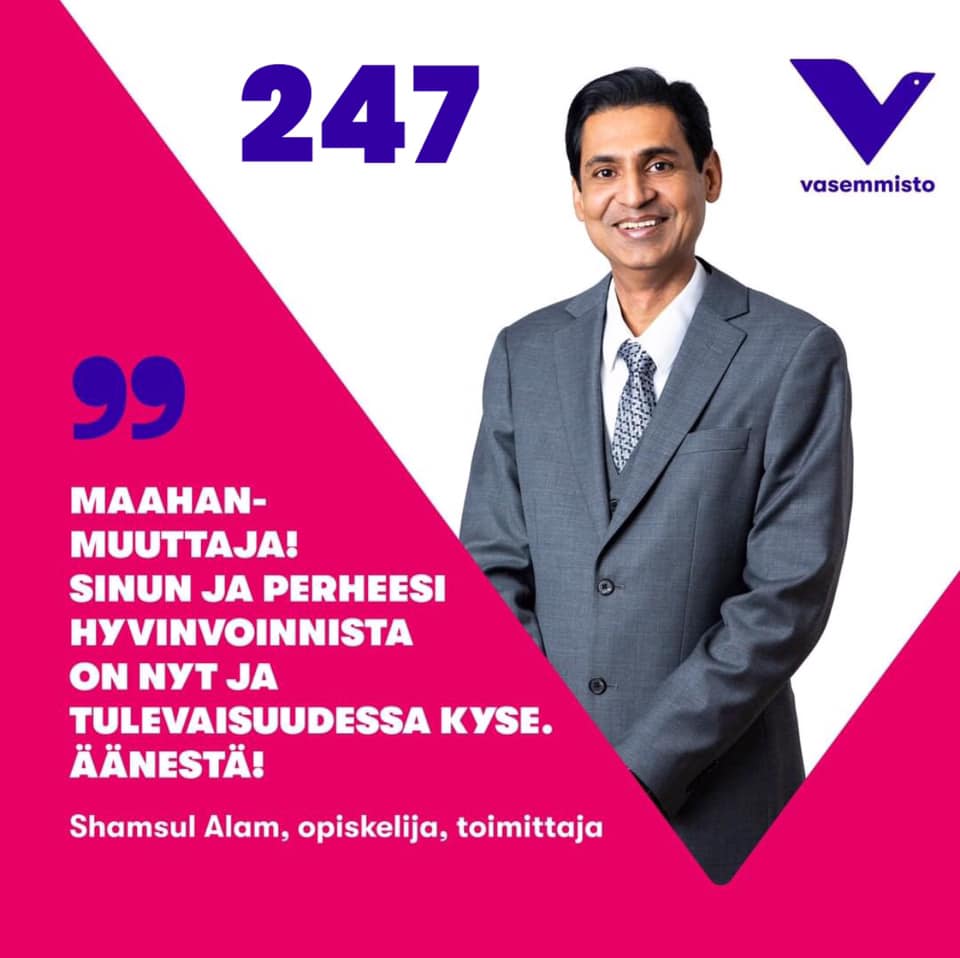 247
vasemmisto
”
MAAHAN-
MUUTTAJA!
SINUN JA PERHEESI
HYVINVOINNISTA
ON NYT JA
TULEVAISUUDESSA KYSE.
ÄÄNESTÄ!
Shamsul Alam, opiskelija, toimittaja